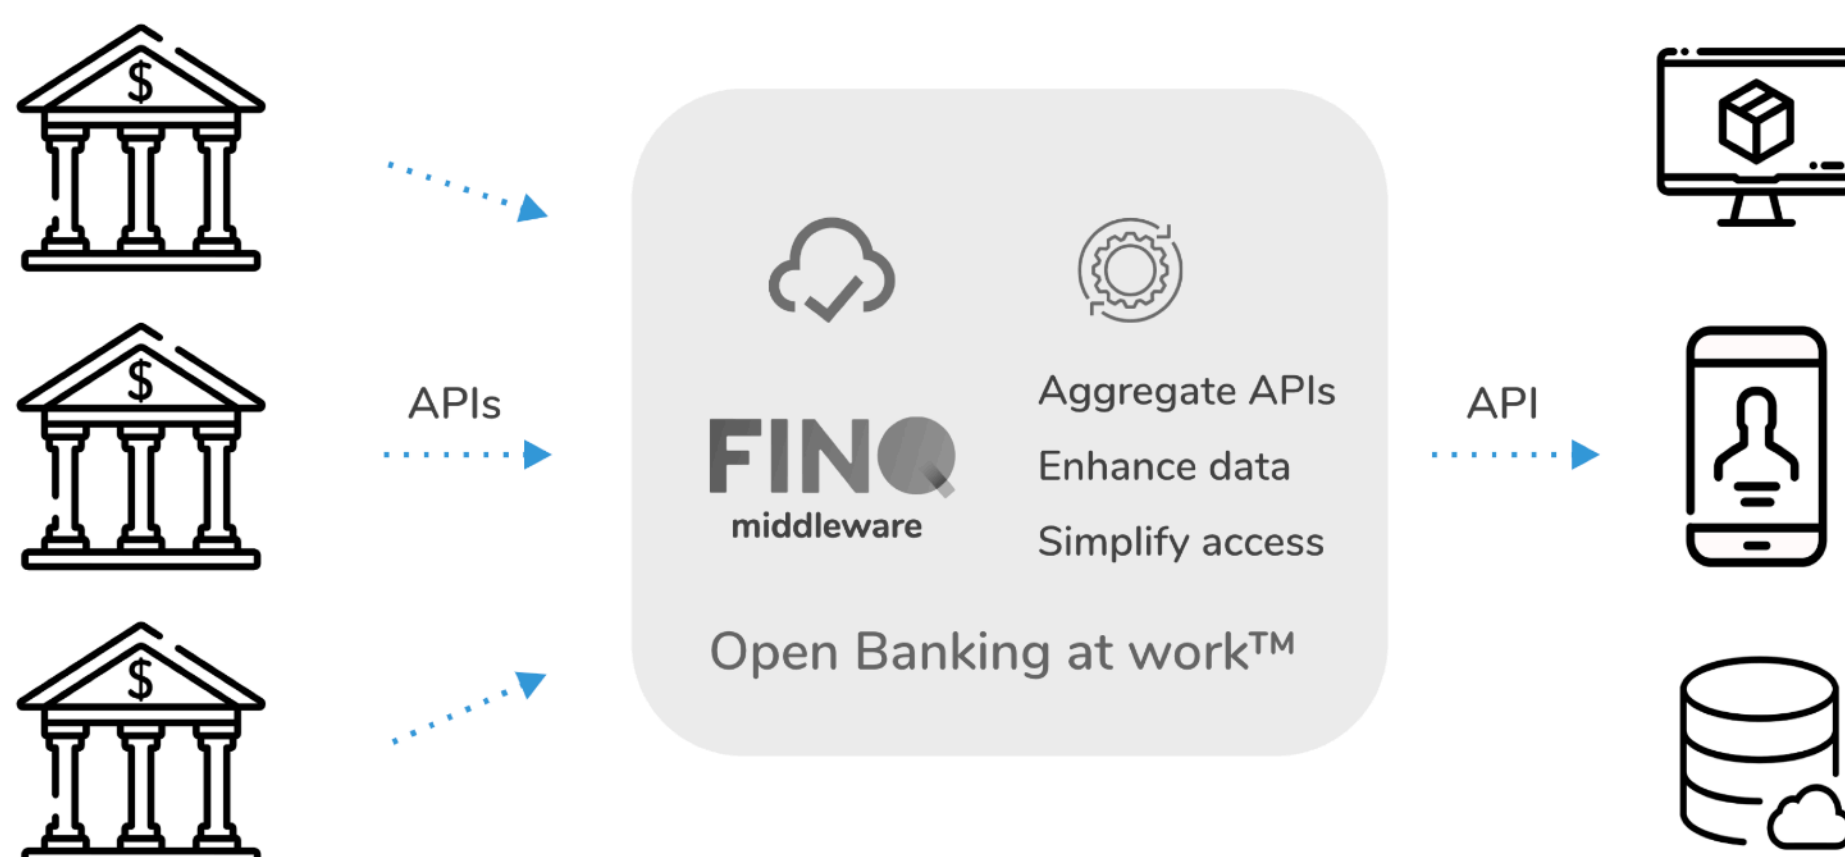 $
$
$
APIs
FINQ
middleware
Aggregate APIs
Enhance data
Simplify access
Open Banking at work™
API